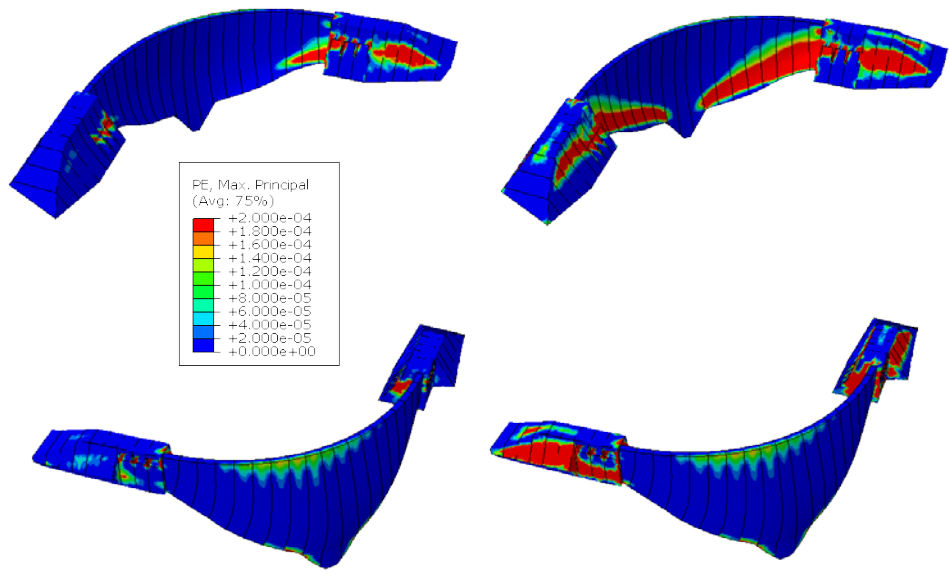 PE, Max. Principal
(Avg: 75%)
+2.000e-04
+1.800e-04
+1.600e-04
+1.400e-04
+1.200e-04
+1.000e-04
+8.000e-05
+6.000e-05
+4.000e-05
+2.000e-05
+0.000e+00